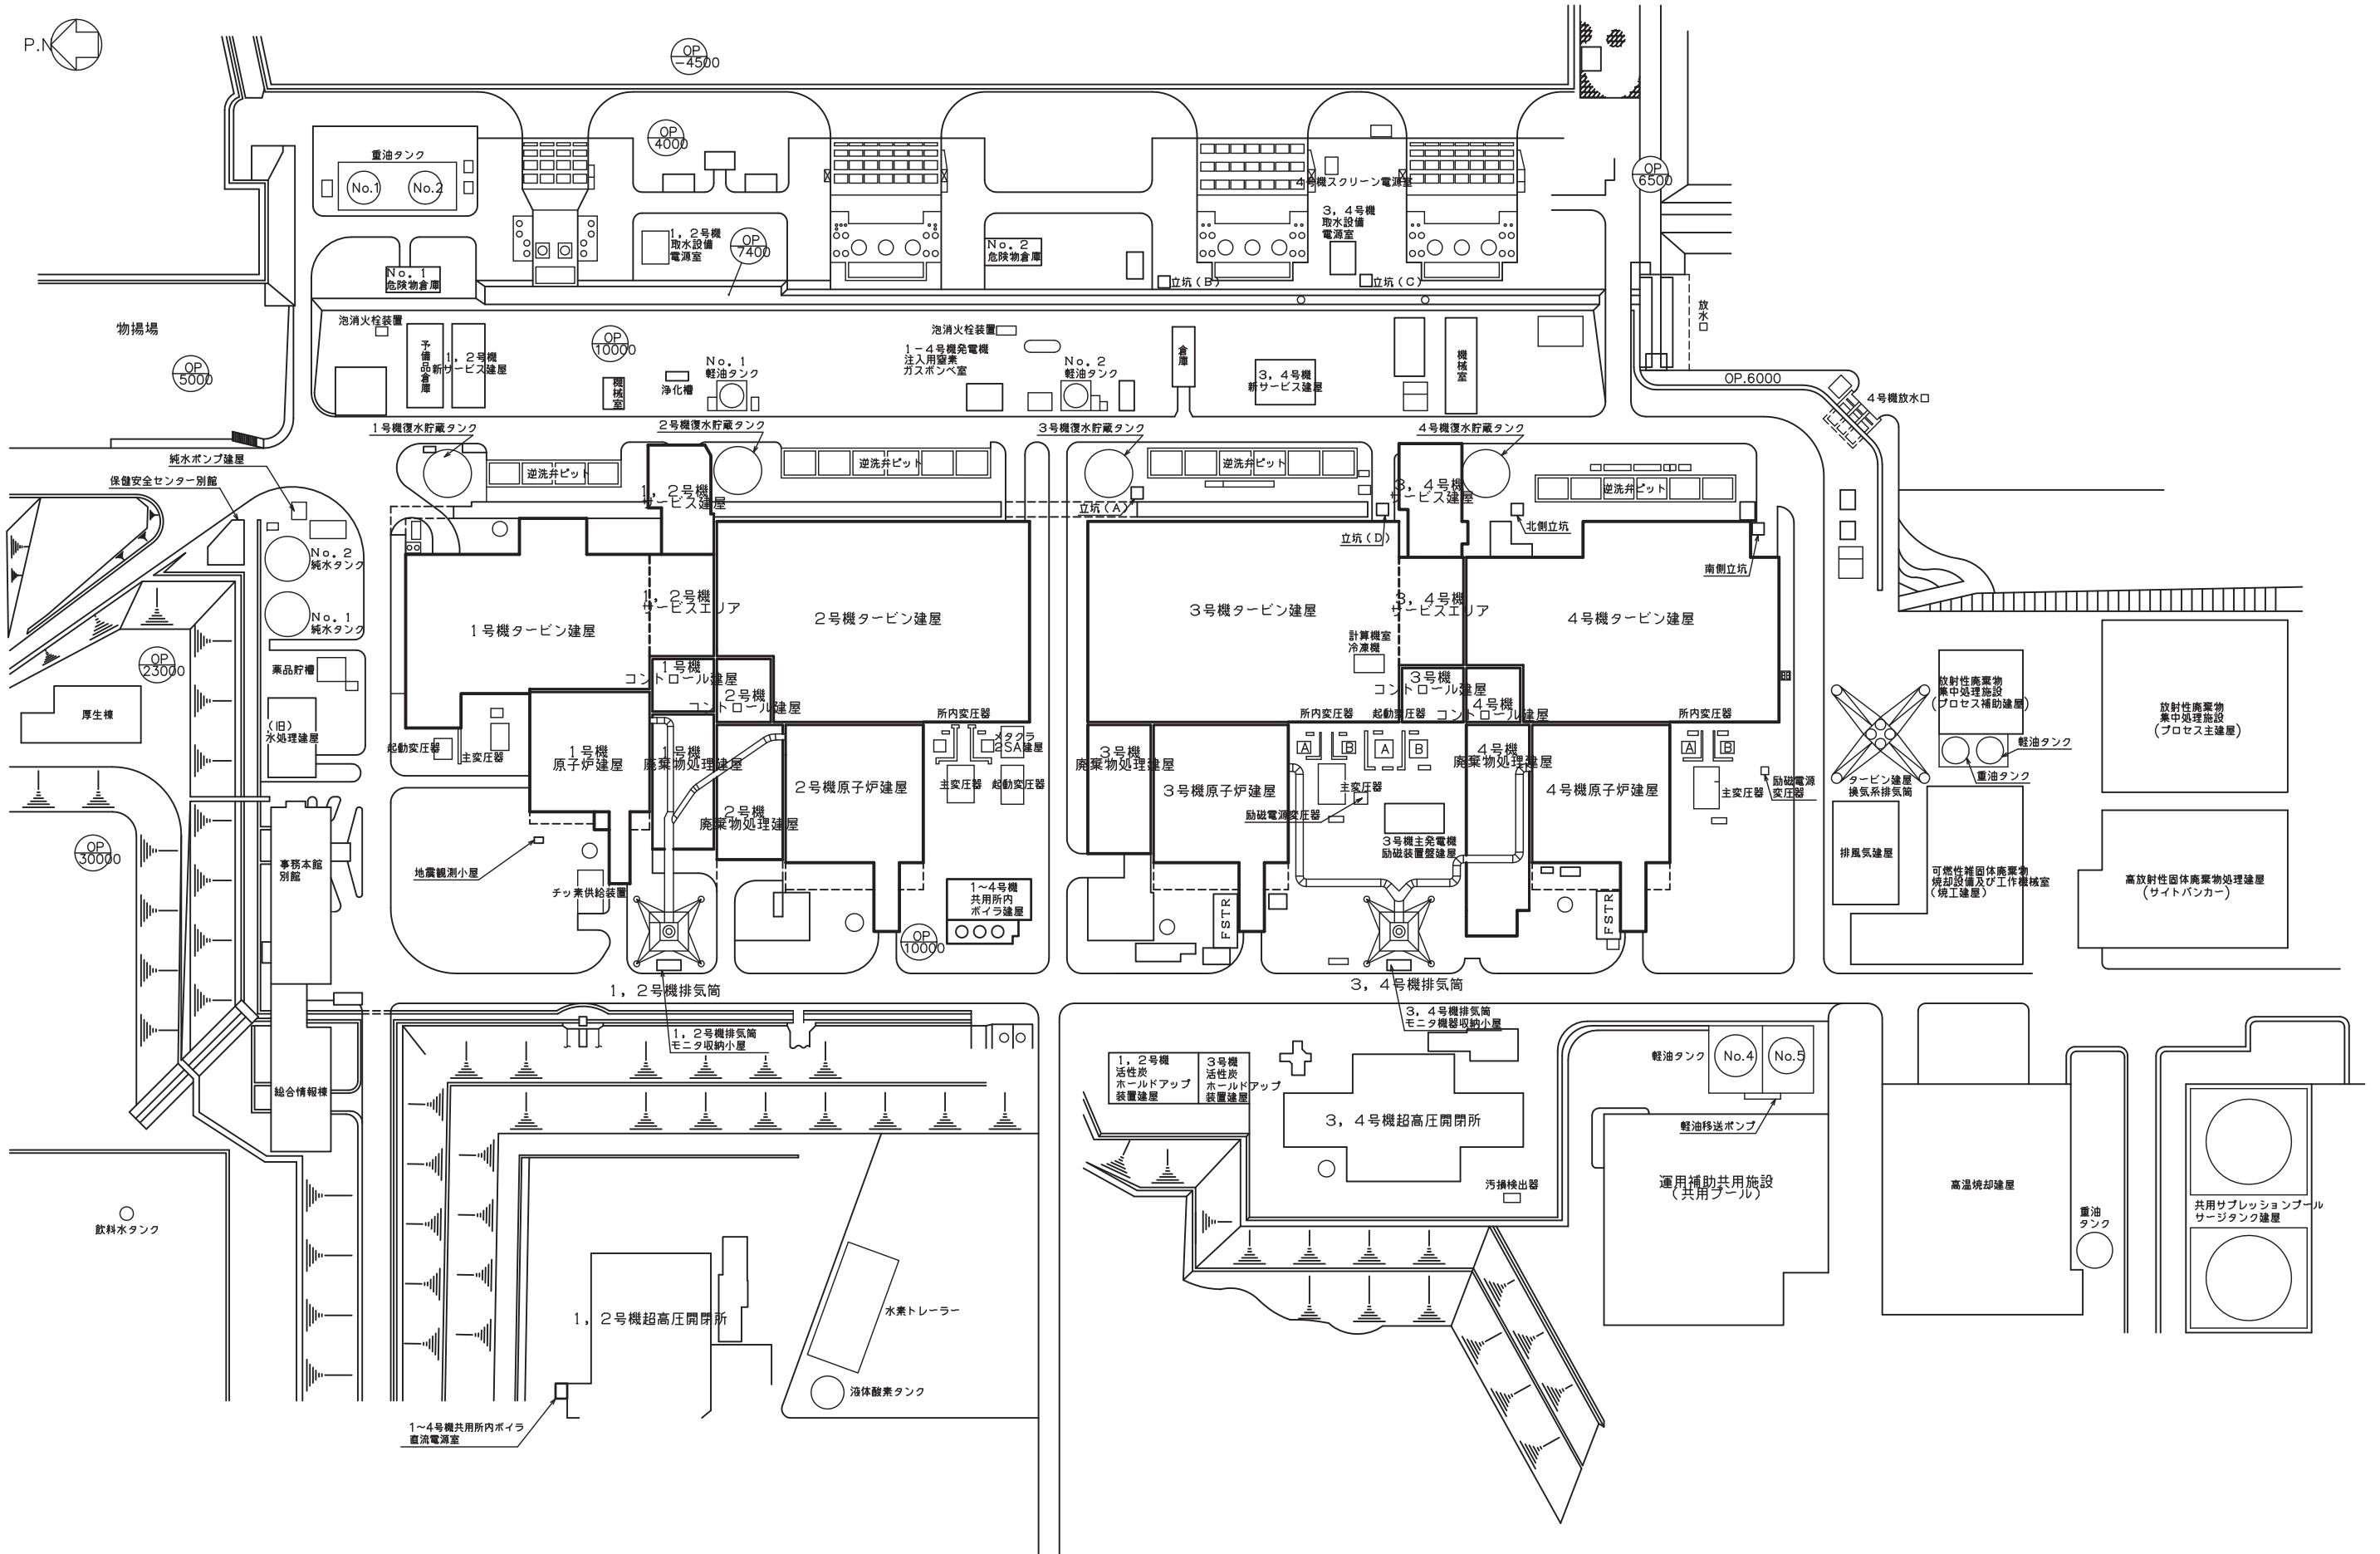 P.N
OP
-4500
OP
4000
重油タンク
No.1
No.2
4号機スクリーン電源室
OP
6500
1，2号機
取水設備
電源室
OP
7400
No．2
危険物倉庫
3，4号機
取水設備
電源室
No．1
危険物倉庫
立坑（B）
立坑（C）
放水口
物揚場
泡消火栓装置
予備品倉庫
1，2号機
新サービス建屋
OP
10000
泡消火栓装置
1－4号機発電機
注入用窒素
ガスボンベ室
倉庫
機械室
OP
5000
機械室
浄化槽
No．1
軽油タンク
No．2
軽油タンク
3，4号機
新サービス建屋
OP.6000
4号機放水口
1号機復水貯蔵タンク
2号機復水貯蔵タンク
3号機復水貯蔵タンク
4号機復水貯蔵タンク
純水ポンプ建屋
保健安全センター別館
逆洗弁ピット
逆洗弁ピット
逆洗弁ピット
逆洗弁ピット
1，2号機
サービス建屋
3，4号機
サービス建屋
立坑（A）
立坑（D）
北側立坑
南側立坑
No．2
純水タンク
No．1
純水タンク
1，2号機
サービスエリア
3，4号機
サービスエリア
1号機タービン建屋
2号機タービン建屋
3号機タービン建屋
4号機タービン建屋
計算機室
冷凍機
OP
23000
薬品貯槽
1号機
コントロール建屋
2号機
コントロール建屋
3号機
コントロール建屋
4号機
コントロール建屋
放射性廃棄物
集中処理施設
（プロセス補助建屋）
放射性廃棄物
集中処理施設
（プロセス主建屋）
厚生棟
（旧）
水処理建屋
所内変圧器
所内変圧器
起動変圧器
所内変圧器
起動変圧器
主変圧器
1号機
原子炉建屋
1号機
廃棄物処理建屋
メタクラ
2SA建屋
3号機
廃棄物処理建屋
A
B
A
B
4号機
廃棄物処理建屋
A
B
軽油タンク
重油タンク
2号機原子炉建屋
主変圧器
起動変圧器
3号機原子炉建屋
主変圧器
4号機原子炉建屋
主変圧器
励磁電源
変圧器
タービン建屋
換気系排気筒
2号機
廃棄物処理建屋
励磁電源変圧器
3号機主発電機
励磁装置盤建屋
OP
30000
事務本館
別館
地震観測小屋
チッ素供給装置
1～4号機
共用所内
ボイラ建屋
FSTR
FSTR
排風気建屋
可燃性雑固体廃棄物
焼却設備及び工作機械室
（焼工建屋）
高放射性固体廃棄物処理建屋
（サイトバンカー）
OP
10000
1，2号機排気筒
3，4号機排気筒
1，2号機排気筒
モニタ収納小屋
3，4号機排気筒
モニタ機器収納小屋
1，2号機
活性炭
ホールドアップ
装置建屋
3号機
活性炭
ホールドアップ
装置建屋
軽油タンク
No.4
No.5
総合情報棟
3，4号機超高圧開閉所
軽油移送ポンプ
飲料水タンク
汚損検出器
運用補助共用施設
（共用プール）
高温焼却建屋
重油
タンク
共用サプレッションプール
サージタンク建屋
1，2号機超高圧開閉所
水素トレーラー
液体酸素タンク
1～4号機共用所内ボイラ
直流電源室